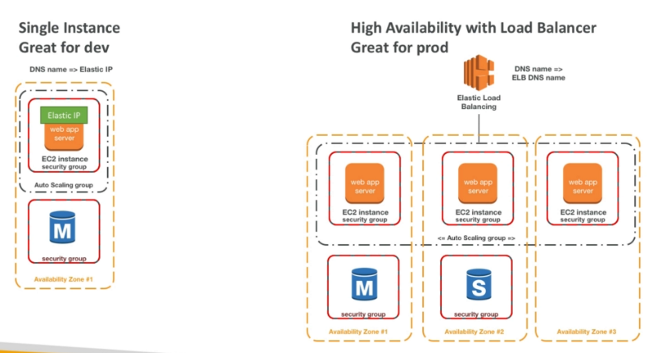 Single Instance
Great for dev
DNS name => Elastic IP
Elastic IP
web app
server
EC2 instance
security group
Auto Scaling group
M
security group
Availability Zone #1
High Availability with Load Balancer
Great for prod
DNS name =>
ELB DNS name
Elastic Load
Balancing
web app
server
EC2 instance
security group
web app
server
EC2 instance
security group
web app
server
EC2 instance
security group
<= Auto Scaling group =>
M
security group
S
security group
Availability Zone #1
Availability Zone #2
Availability Zone #3